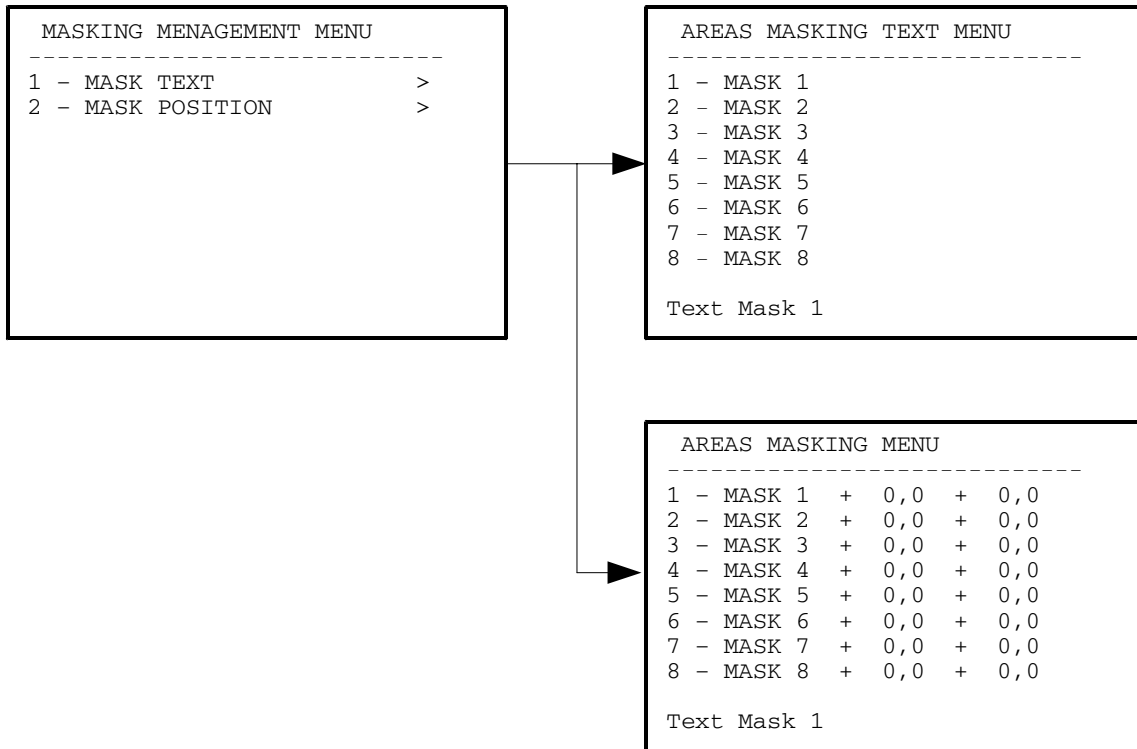 MASKING MENAGEMENT MENU
-----------------------------
1 - MASK TEXT >
2 - MASK POSITION >
AREAS MASKING TEXT MENU
-----------------------------
1 - MASK 1
2 - MASK 2
3 - MASK 3
4 - MASK 4
5 - MASK 5
6 - MASK 6
7 - MASK 7
8 - MASK 8
Text Mask 1
AREAS MASKING MENU
-----------------------------
1 - MASK 1 + 0,0 + 0,0
2 - MASK 2 + 0,0 + 0,0
3 - MASK 3 + 0,0 + 0,0
4 - MASK 4 + 0,0 + 0,0
5 - MASK 5 + 0,0 + 0,0
6 - MASK 6 + 0,0 + 0,0
7 - MASK 7 + 0,0 + 0,0
8 - MASK 8 + 0,0 + 0,0
Text Mask 1